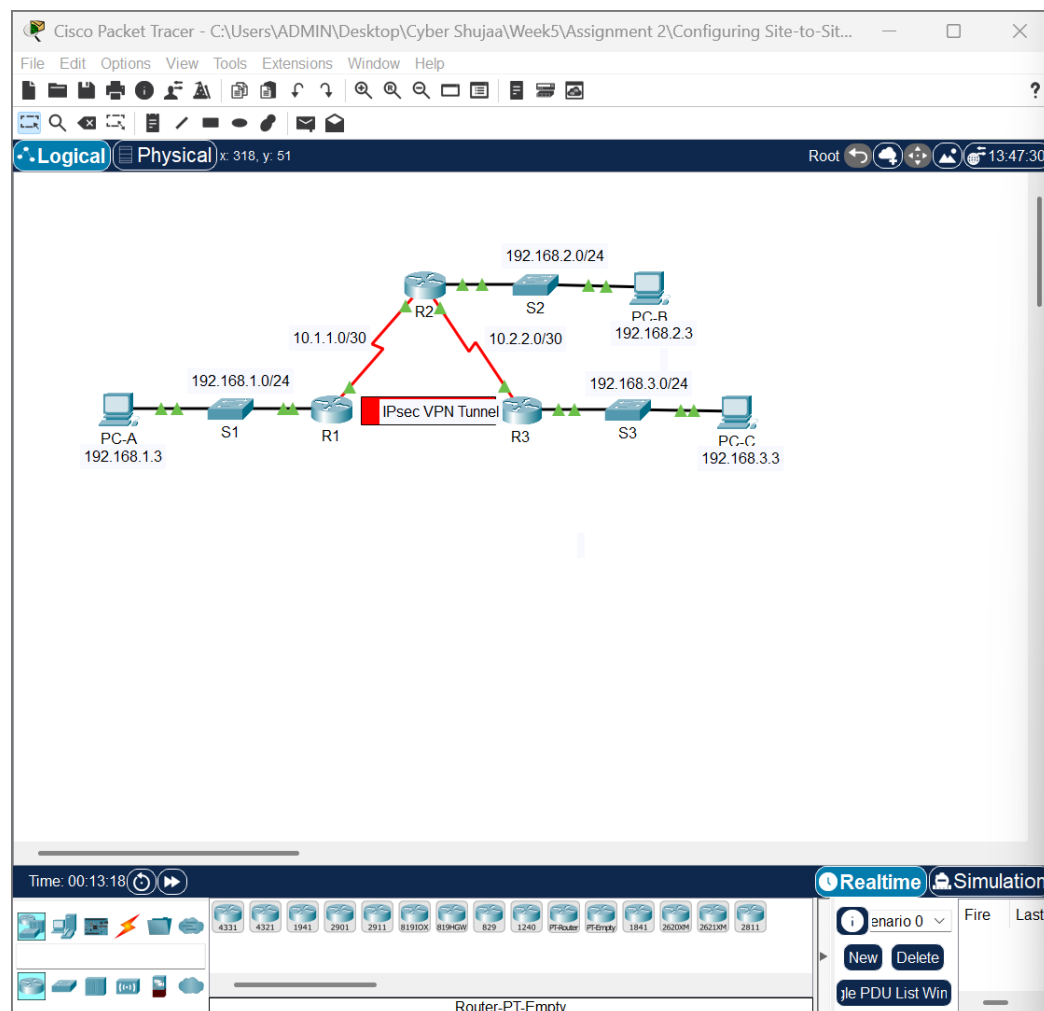 Cisco Packet Tracer - C:\Users\ADMIN\Desktop\Cyber Shujaa\Week5\Assignment 2\Configuring Site-to-Sit...
File Edit Options View Tools Extensions Window Help
?
Logical Physical x: 318, y: 51 Root 13:47:30
192.168.2.0/24
R2
S2
PC-B
10.1.1.0/30
10.2.2.0/30
192.168.2.3
192.168.1.0/24
192.168.3.0/24
IPsec VPN Tunnel
PC-A
S1
R1
R3
S3
PC-C
192.168.1.3
192.168.3.3
Time: 00:13:18 Realtime Simulation
4331 4321 1941 2901 2911 819IOX 819HGW 829 1240 PT-Router PT-Empty 1841 2620XM 2621XM 2811
enario 0 Fire Last
New Delete
gle PDU List Win
Router-PT-Empty